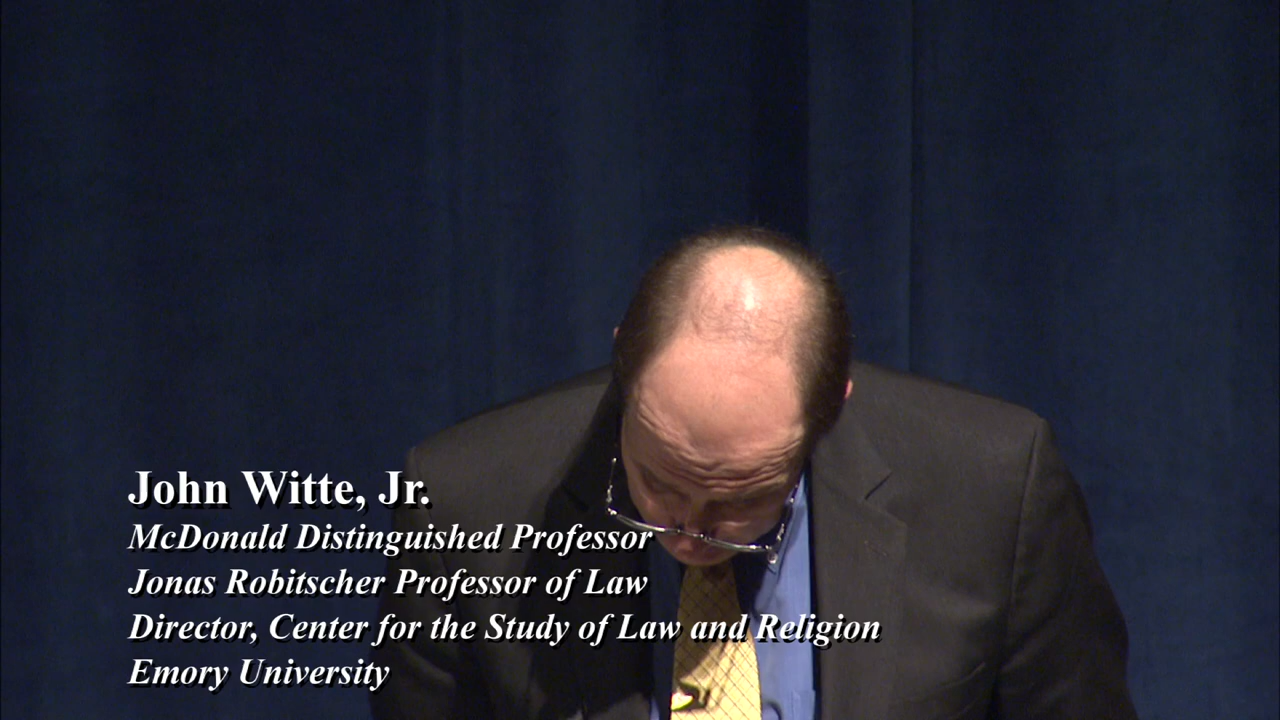 John Witte, Jr.
McDonald Distinguished Professor
Jonas Robitscher Professor of Law
Director, Center for the Study of Law and Religion
Emory University